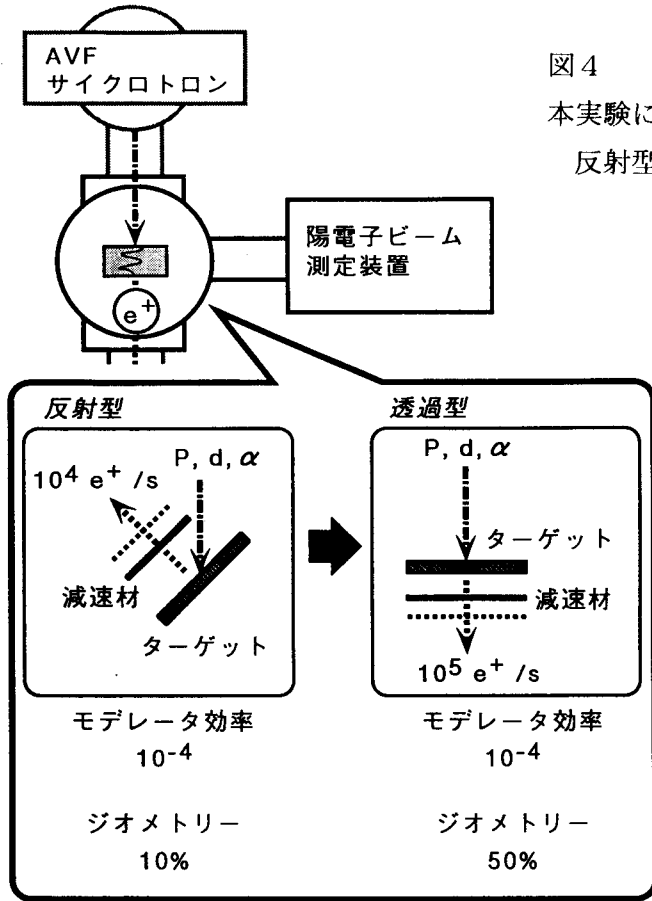 AVF
サイクロトロン
図4
本実験に
反射型
陽電子ビーム
測定装置
e⁺
反射型
P, d, α
10⁴ e⁺ /s
減速材
ターゲット
モデレータ効率
10⁻⁴
ジオメトリー
10%
透過型
P, d, α
ターゲット
減速材
10⁵ e⁺ /s
モデレータ効率
10⁻⁴
ジオメトリー
50%